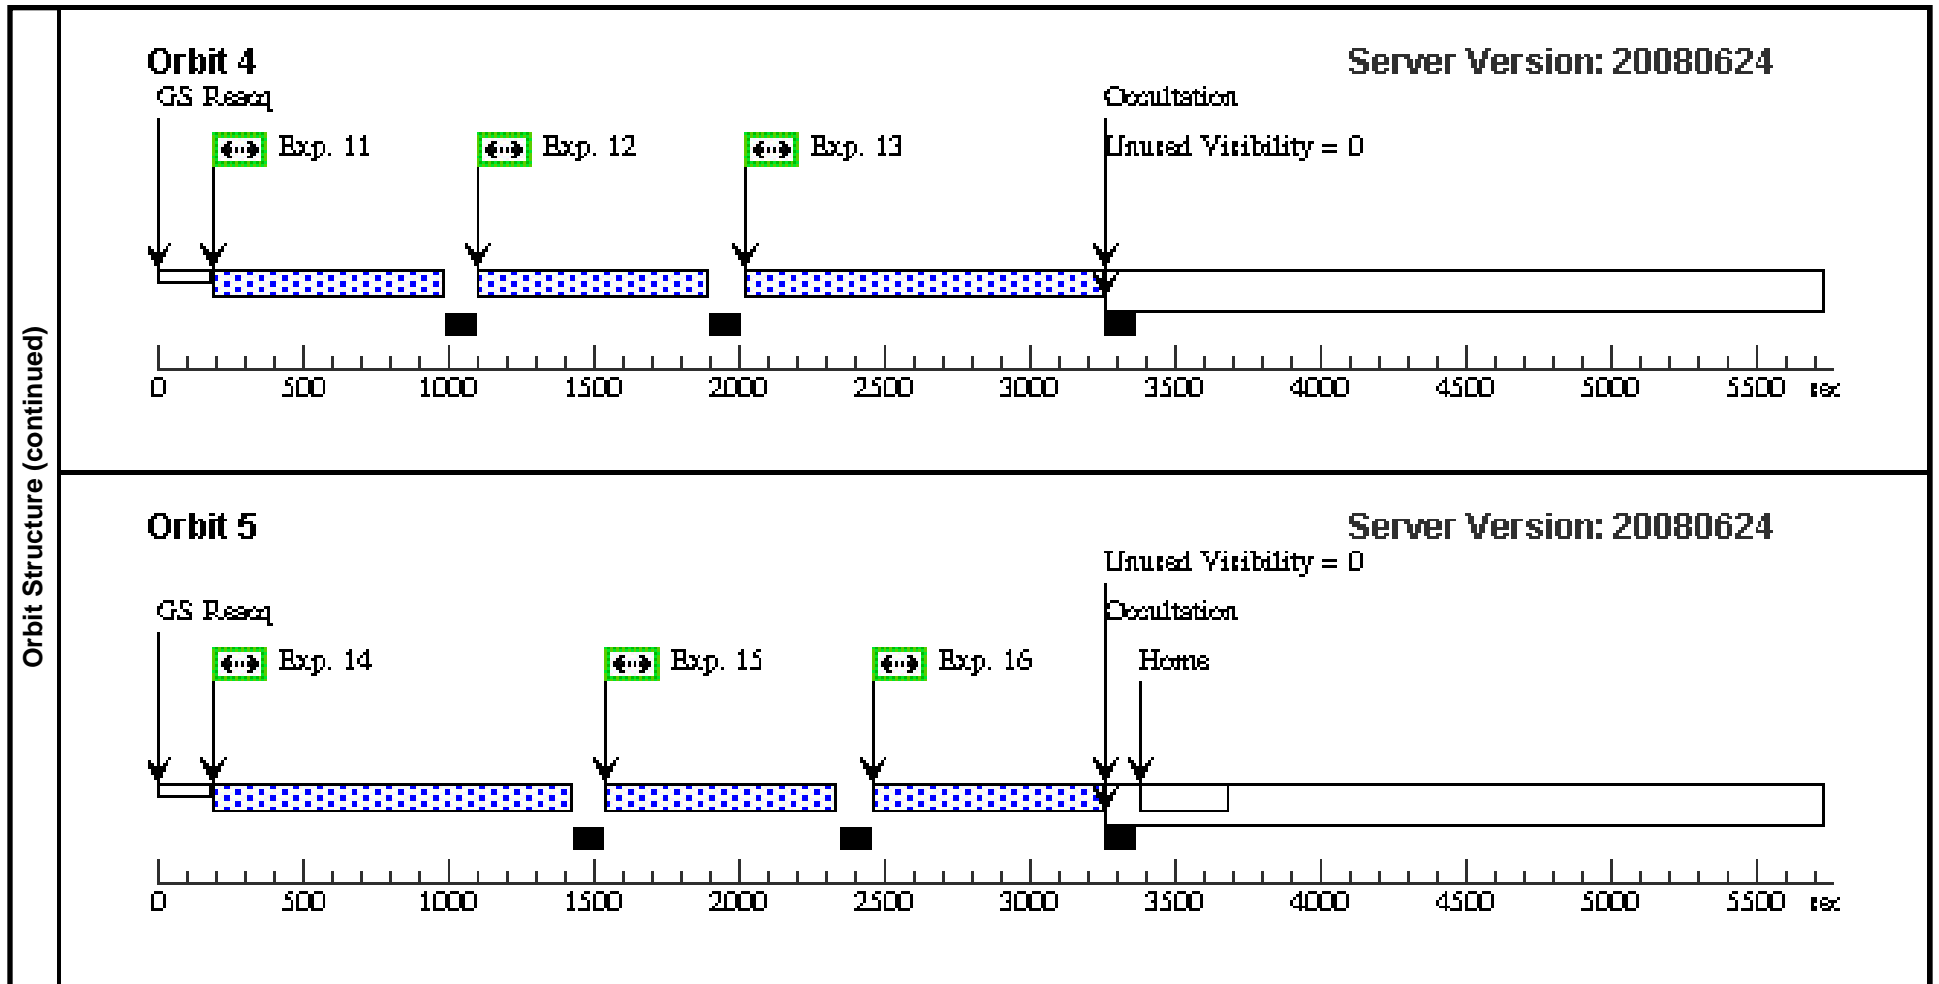 Orbit Structure (continued)
Orbit 4
Server Version: 20080624
GS Reacq
Occultation
Exp. 11
Exp. 12
Exp. 13
Unused Visibility = 0
0 500 1000 1500 2000 2500 3000 3500 4000 4500 5000 5500 sec
Orbit 5
Server Version: 20080624
Unused Visibility = 0
GS Reacq
Occultation
Exp. 14
Exp. 15
Exp. 16
Home
0 500 1000 1500 2000 2500 3000 3500 4000 4500 5000 5500 sec